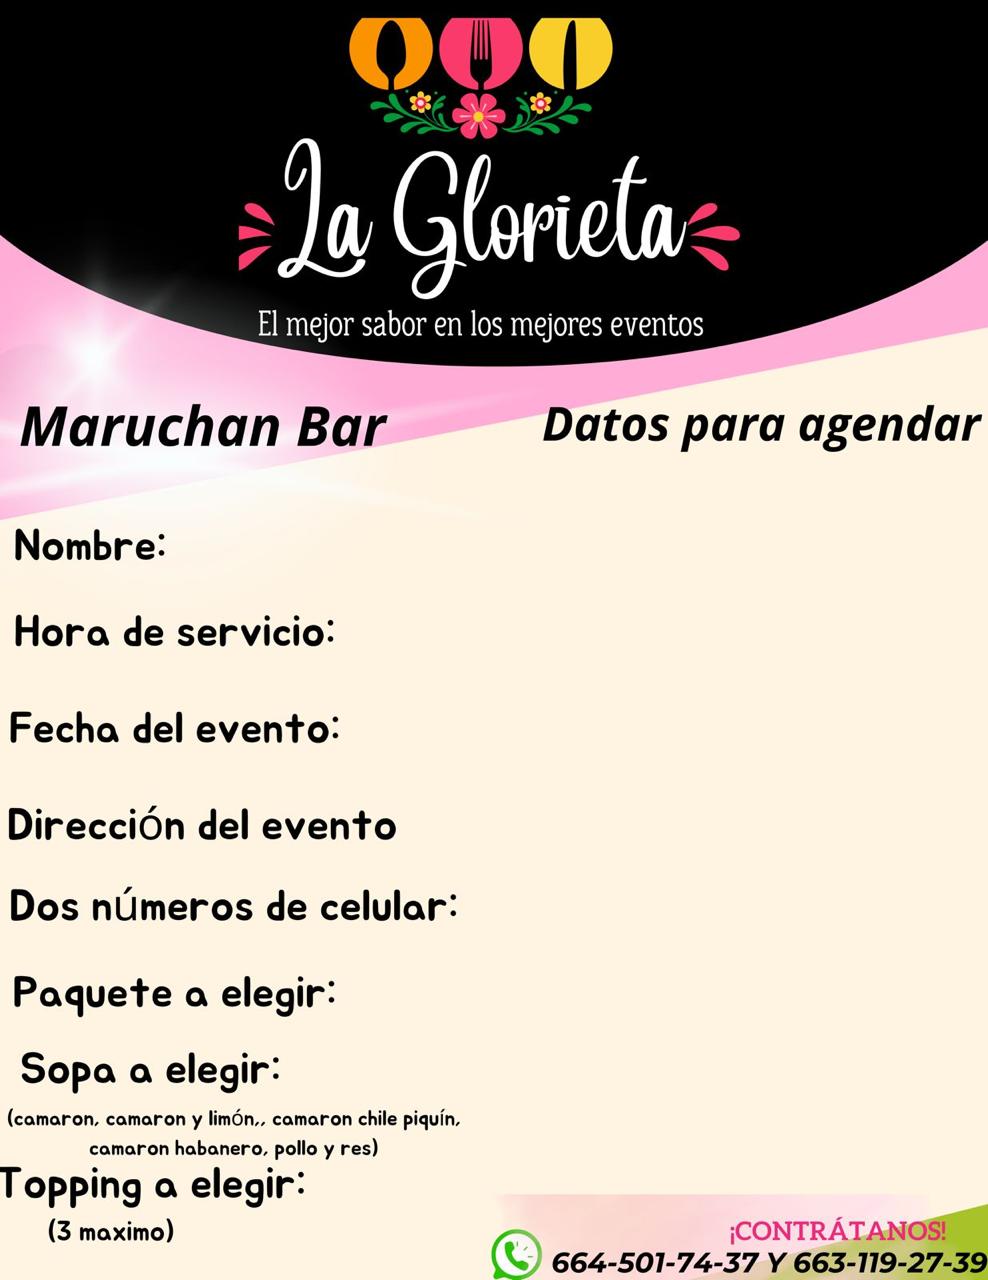 La Glorieta
El mejor sabor en los mejores eventos
Maruchan Bar
Datos para agendar
Nombre:
Hora de servicio:
Fecha del evento:
Dirección del evento
Dos números de celular:
Paquete a elegir:
Sopa a elegir:
(camaron, camaron y limón,, camaron chile piquín,
camaron habanero, pollo y res)
Topping a elegir:
(3 maximo)
¡CONTRÁTANOS!
664-501-74-37 Y 663-119-27-39